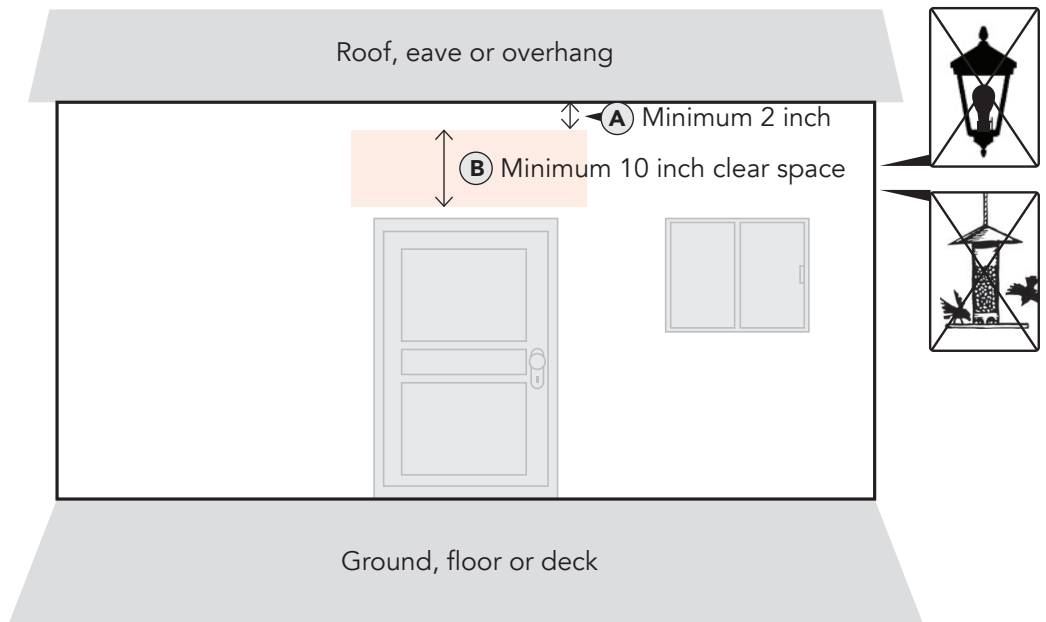 Roof, eave or overhang
A Minimum 2 inch
B Minimum 10 inch clear space
Ground, floor or deck